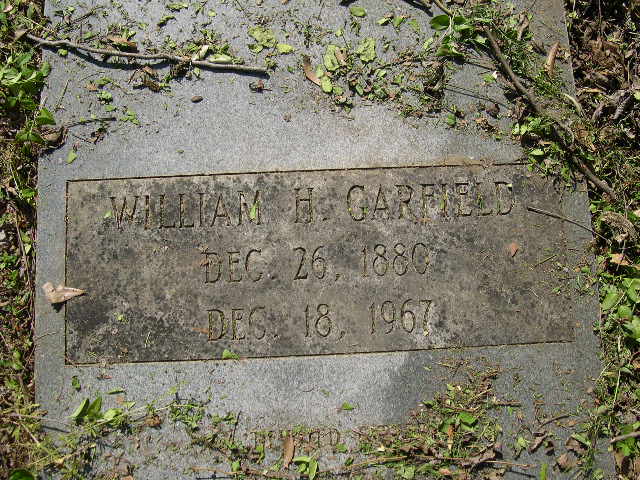 WILLIAM H. GARFIELD
DEC. 26, 1880
DEC. 18, 1967